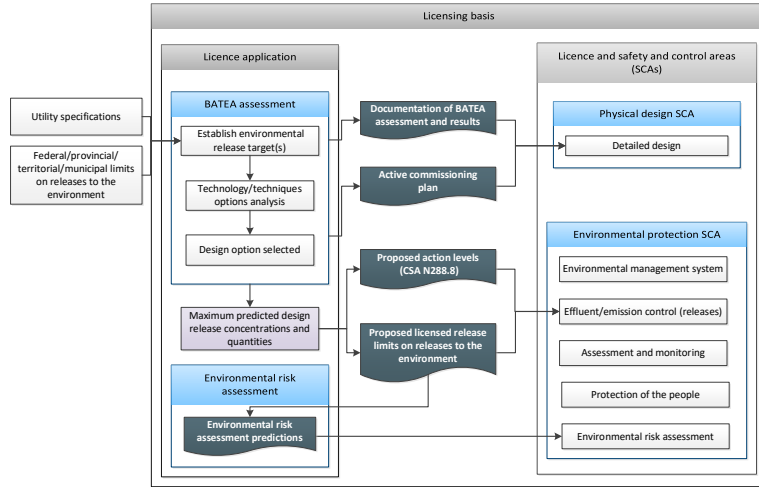 Licensing basis
Licence application
Licence and safety and control areas
(SCAs)
Utility specifications
Federal/provincial/
territorial/municipal limits
on releases to the
environment
BATEA assessment
Establish environmental
release target(s)
Technology/techniques
options analysis
Design option selected
Maximum predicted design
release concentrations and
quantities
Environmental risk
assessment
Environmental risk
assessment predictions
Documentation of BATEA
assessment and results
Active commissioning
plan
Proposed action levels
(CSA N288.8)
Proposed licensed release
limits on releases to the
environment
Physical design SCA
Detailed design
Environmental protection SCA
Environmental management system
Effluent/emission control (releases)
Assessment and monitoring
Protection of the people
Environmental risk assessment